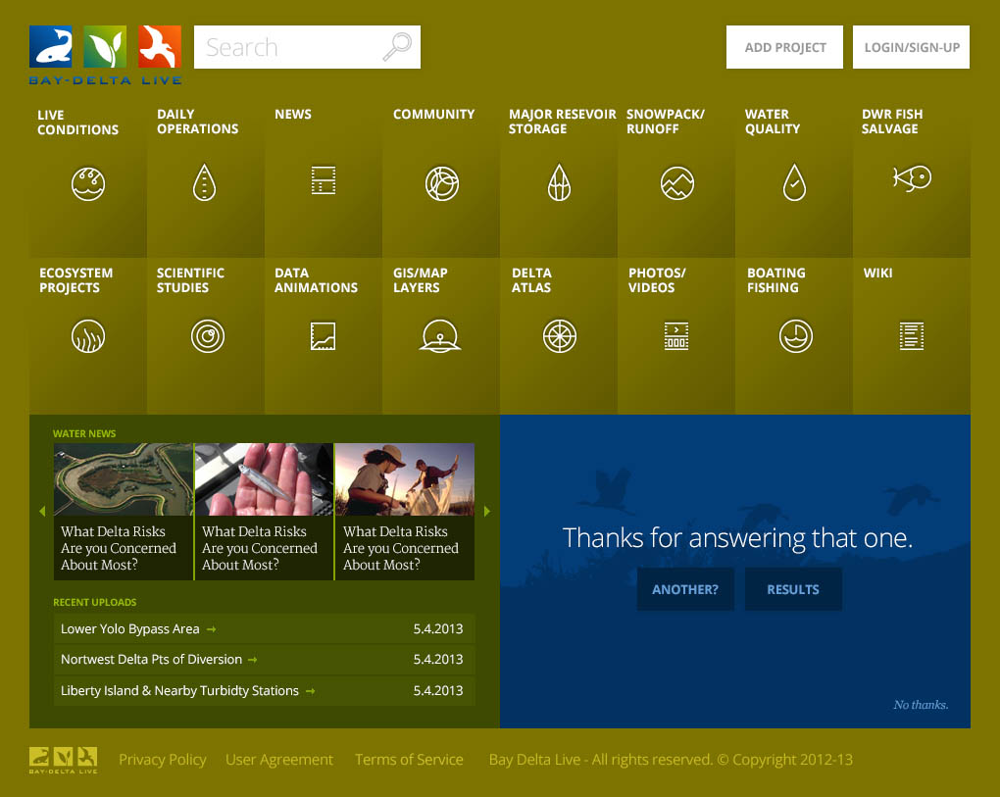 BAY-DELTA LIVE
Search
ADD PROJECT
LOGIN/SIGN-UP
LIVE
CONDITIONS
DAILY
OPERATIONS
NEWS
COMMUNITY
MAJOR RESEVOIR
STORAGE
SNOWPACK/
RUNOFF
WATER
QUALITY
DWR FISH
SALVAGE
ECOSYSTEM
PROJECTS
SCIENTIFIC
STUDIES
DATA
ANIMATIONS
GIS/MAP
LAYERS
DELTA
ATLAS
PHOTOS/
VIDEOS
BOATING
FISHING
WIKI
WATER NEWS
What Delta Risks
Are you Concerned
About Most?
What Delta Risks
Are you Concerned
About Most?
What Delta Risks
Are you Concerned
About Most?
RECENT UPLOADS
Lower Yolo Bypass Area → 5.4.2013
Nortwest Delta Pts of Diversion → 5.4.2013
Liberty Island & Nearby Turbidty Stations → 5.4.2013
Thanks for answering that one.
ANOTHER?
RESULTS
No thanks.
BAY-DELTA LIVE
Privacy Policy
User Agreement
Terms of Service
Bay Delta Live - All rights reserved. © Copyright 2012-13